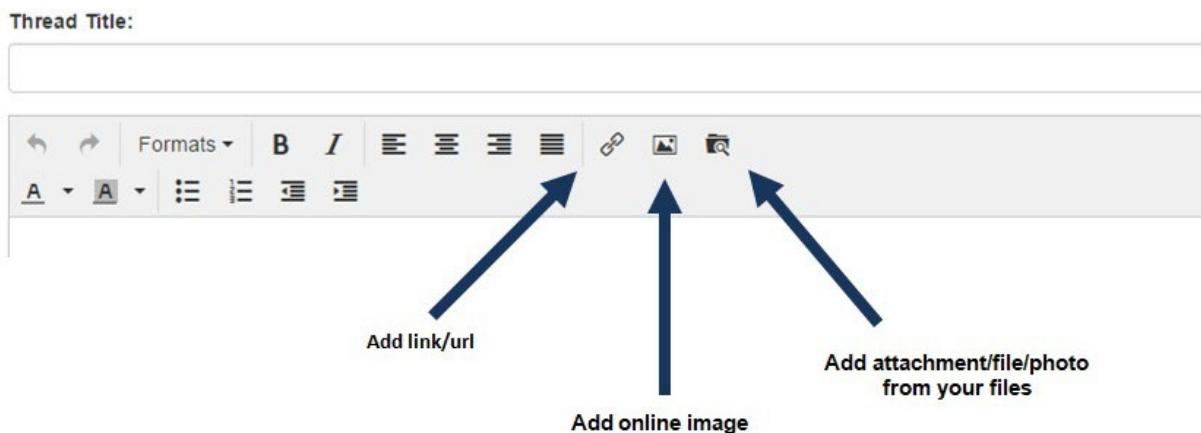 Thread Title:
Formats B I
A A
Add link/url
Add attachment/file/photo
from your files
Add online image